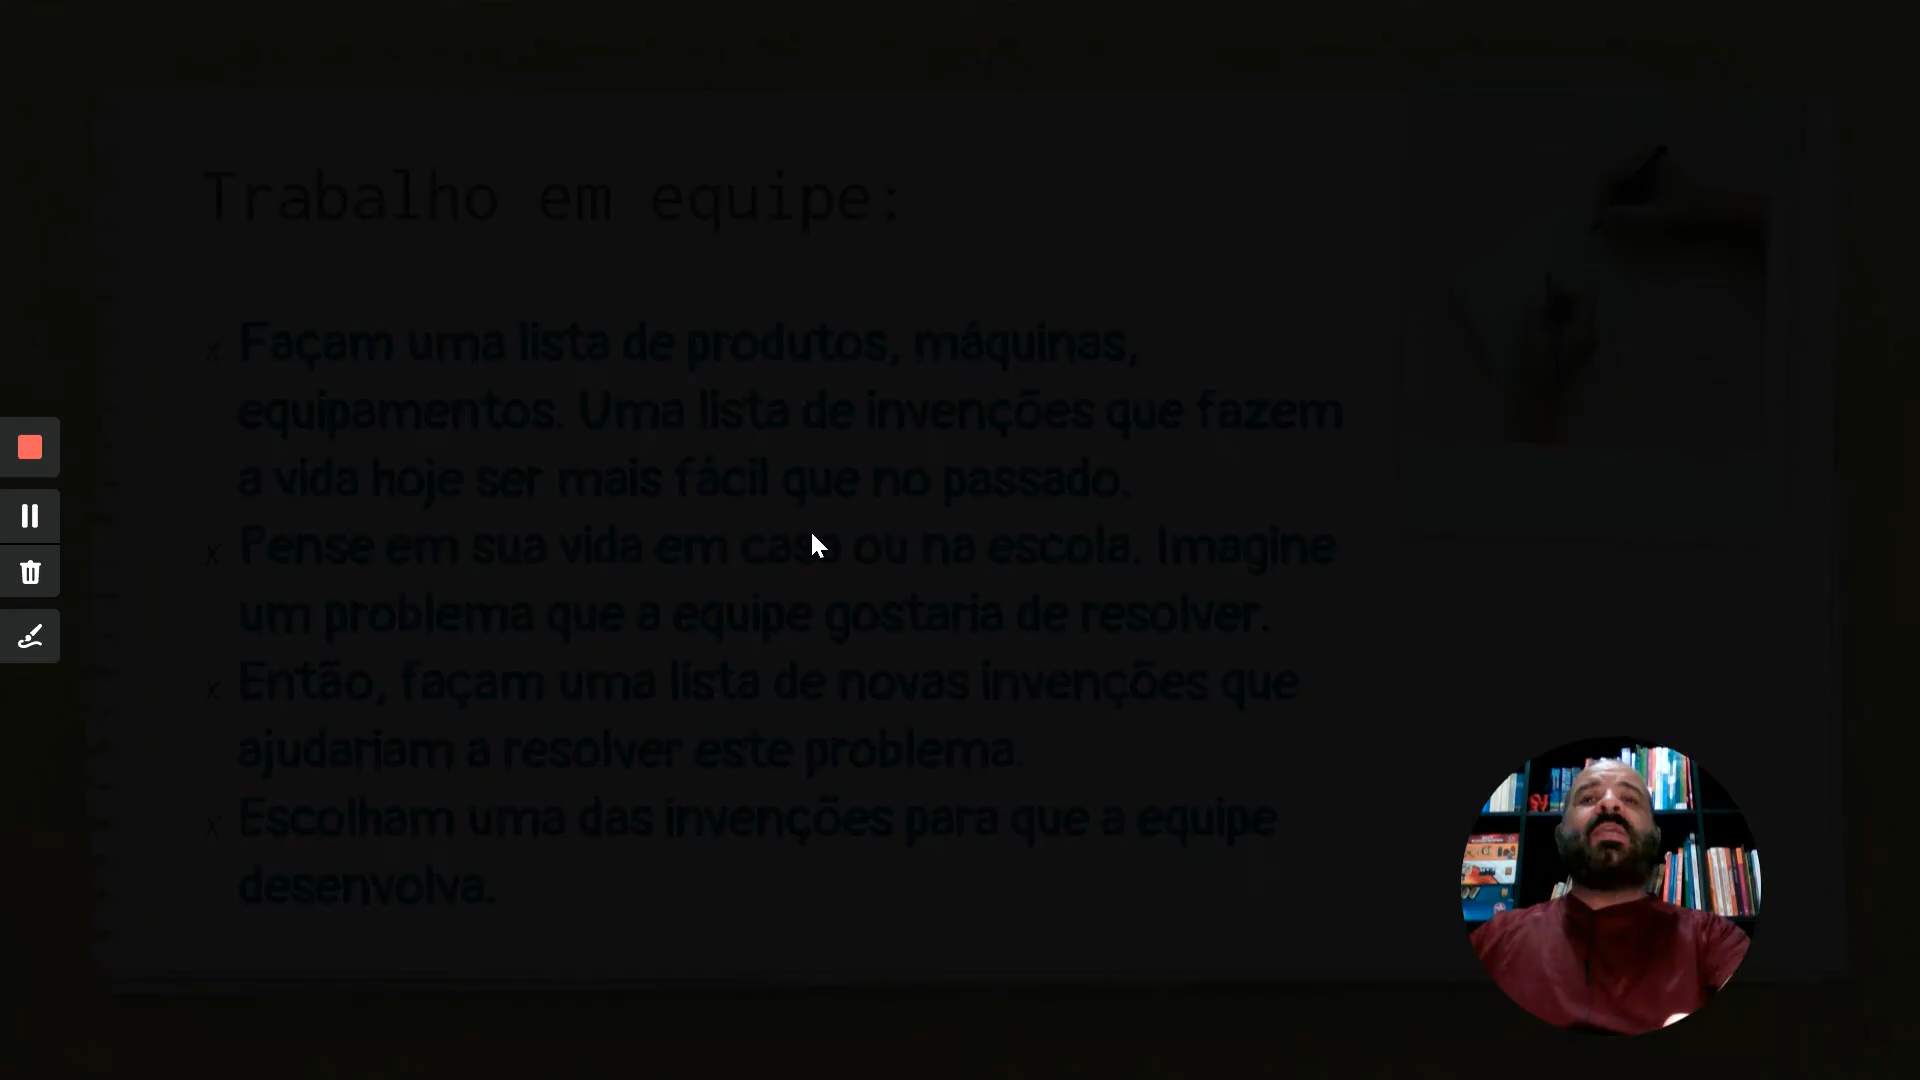 Trabalho em equipe:
x Façam uma lista de produtos, máquinas,
equipamentos. Uma lista de invenções que fazem
a vida hoje ser mais fácil que no passado.
x Pense em sua vida em casa ou na escola. Imagine
um problema que a equipe gostaria de resolver.
x Então, façam uma lista de novas invenções que
ajudariam a resolver este problema.
x Escolham uma das invenções para que a equipe
desenvolva.